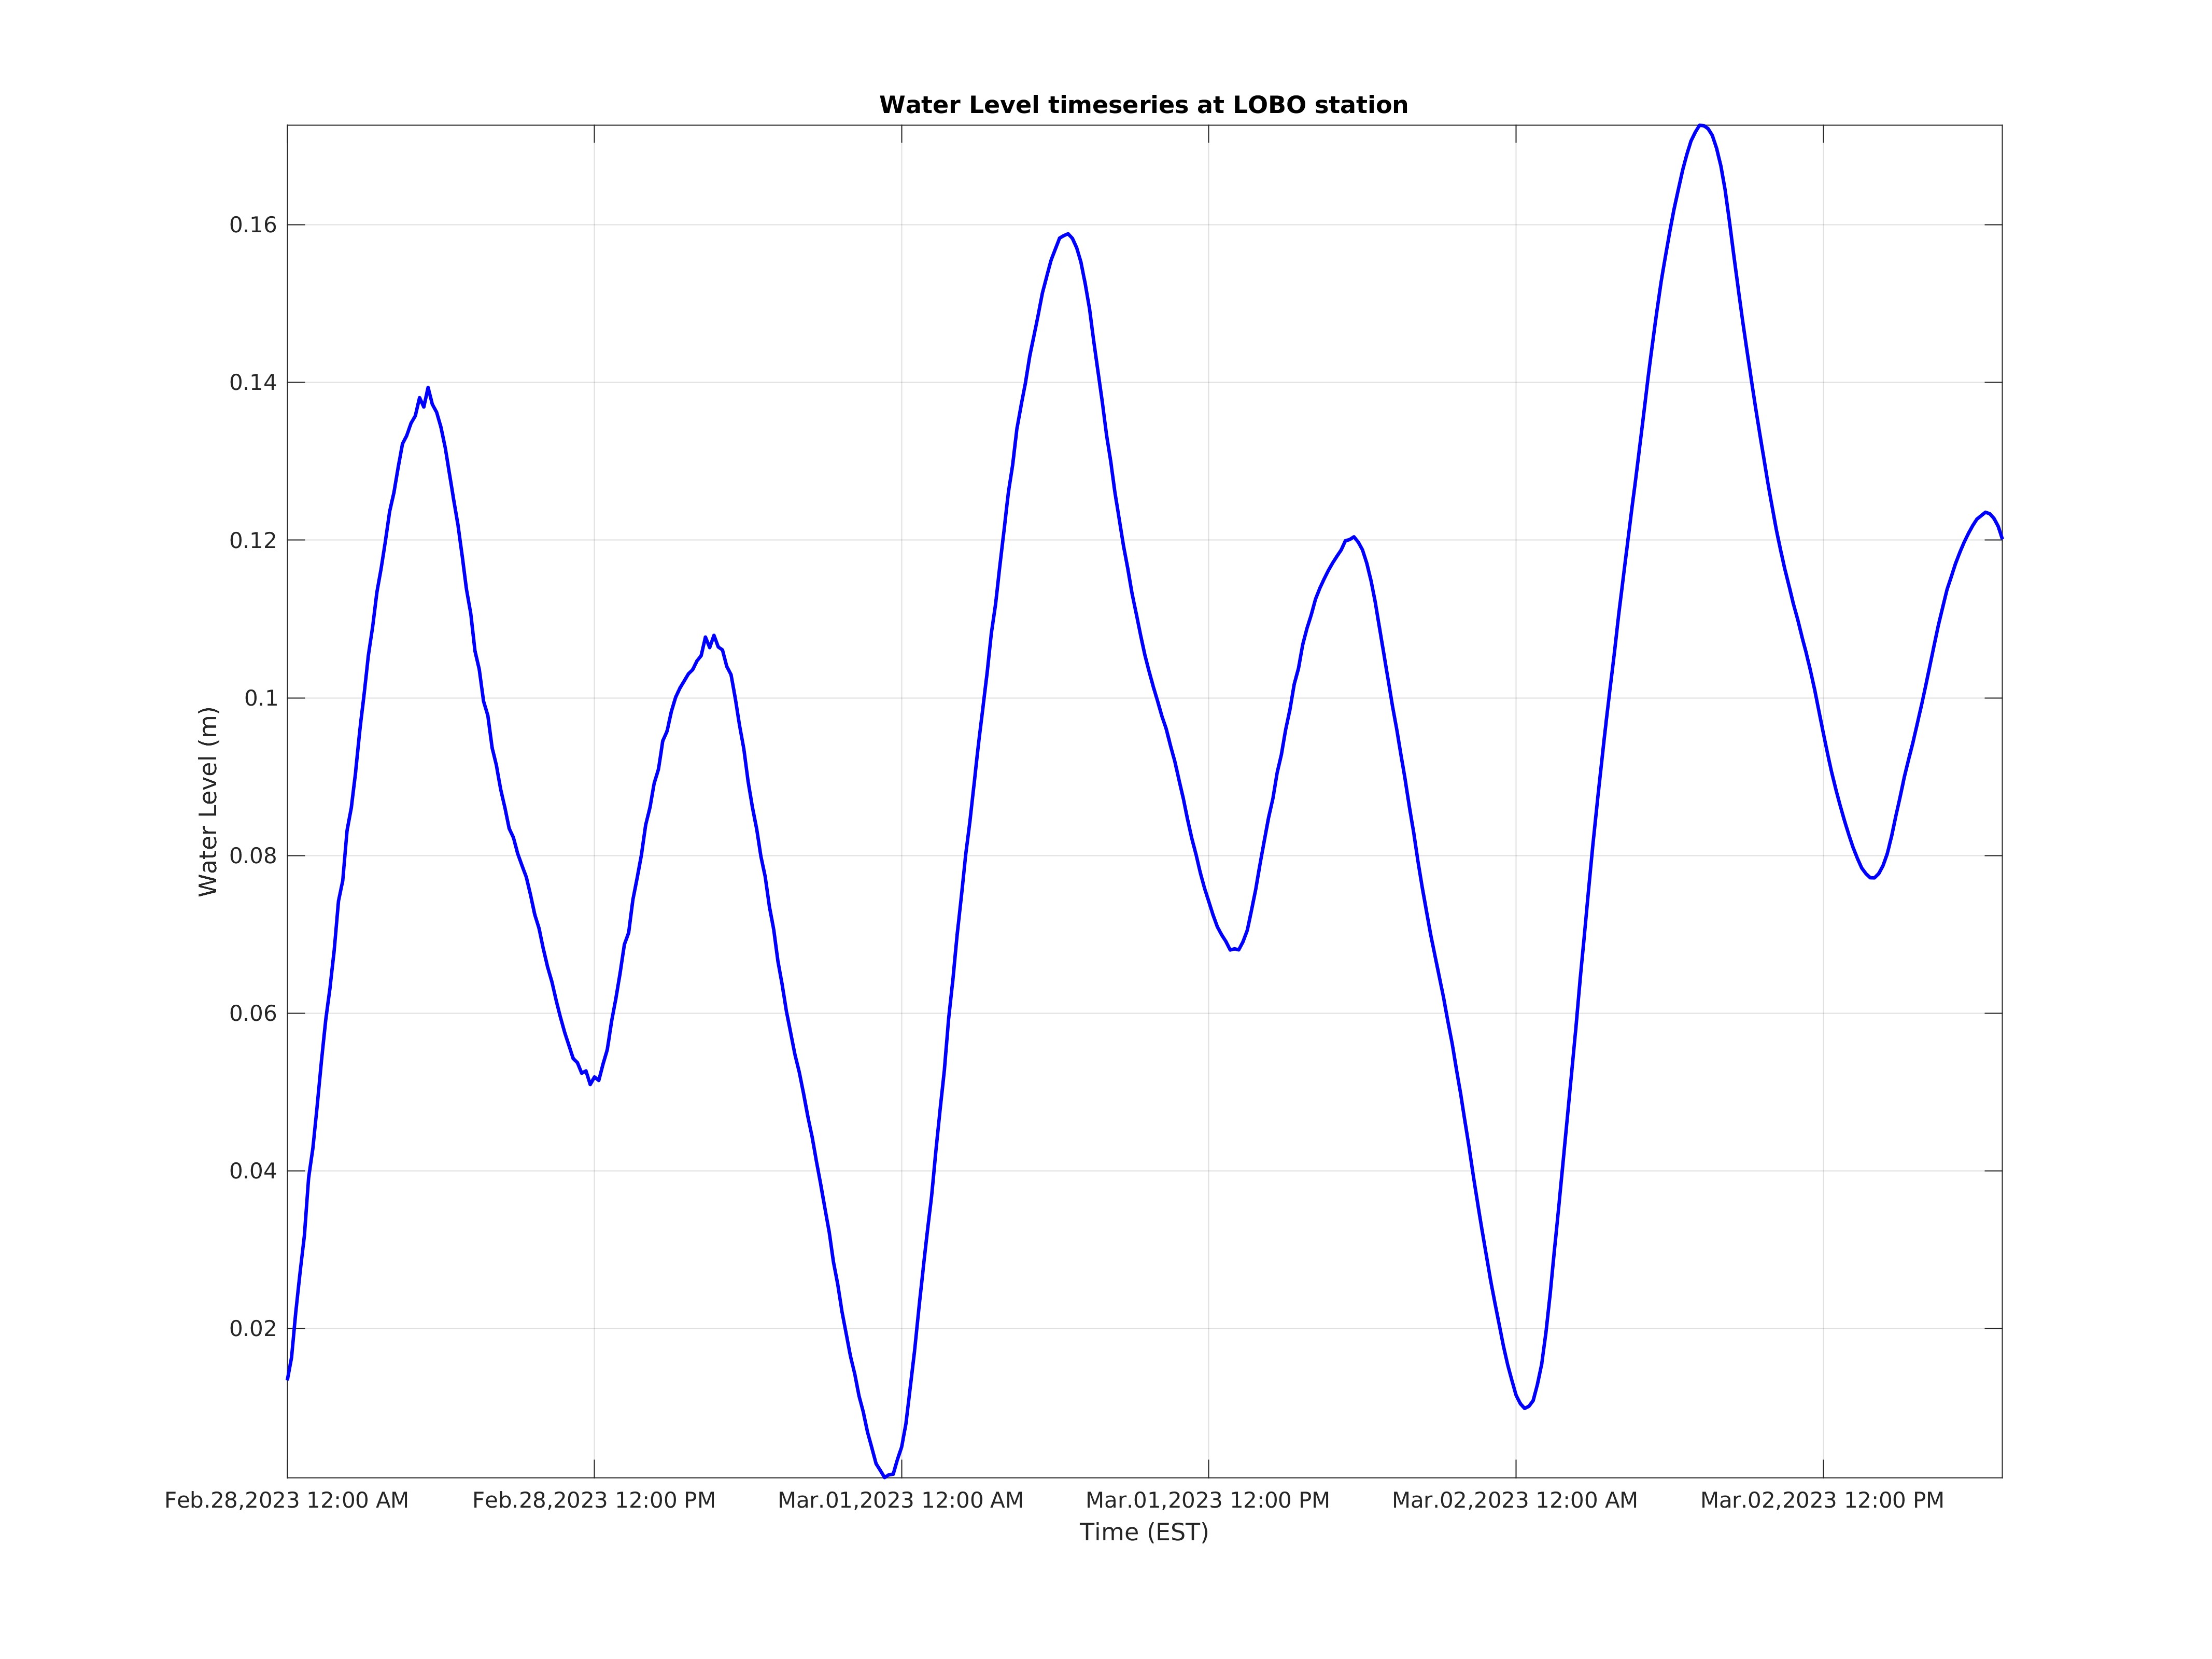 Water Level timeseries at LOBO station
0.16
0.14
0.12
0.1
0.08
0.06
0.04
0.02
Water Level (m)
Feb.28,2023 12:00 AM Feb.28,2023 12:00 PM Mar.01,2023 12:00 AM Mar.01,2023 12:00 PM Mar.02,2023 12:00 AM Mar.02,2023 12:00 PM
Time (EST)